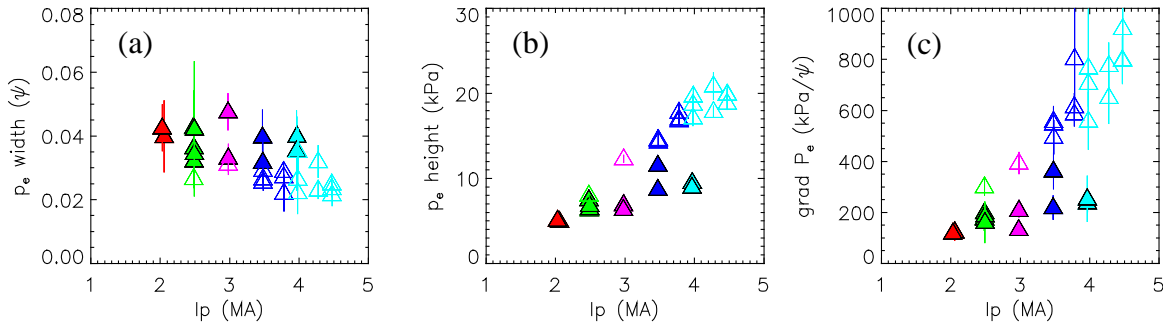 (a)
0.08
0.06
0.04
0.02
0.00
pₑ width (ψ)
1 2 3 4 5
Ip (MA)
(b)
30
20
10
0
pₑ height (kPa)
1 2 3 4 5
Ip (MA)
(c)
1000
800
600
400
200
0
grad Pₑ (kPa/ψ)
1 2 3 4 5
Ip (MA)